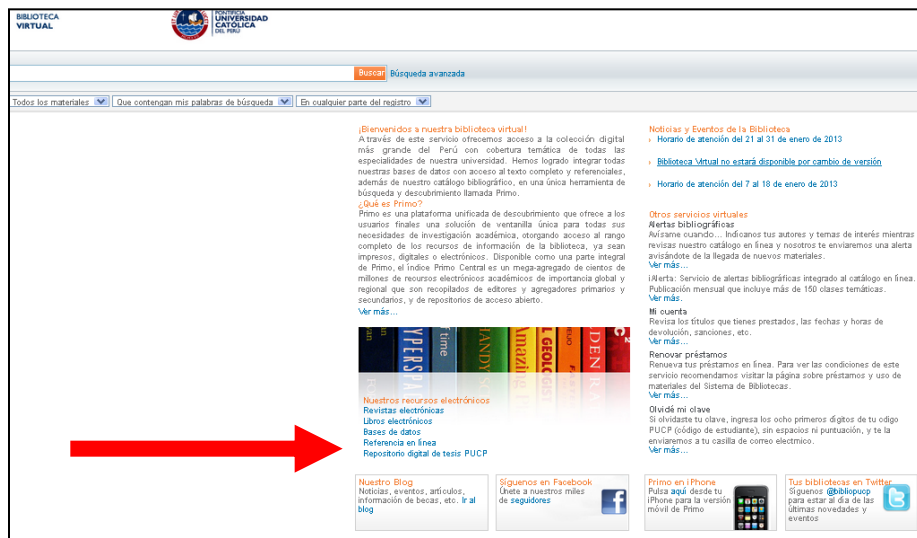 BIBLIOTECA
VIRTUAL
PONTIFICIA
UNIVERSIDAD
CATÓLICA
DEL PERÚ
Buscar Búsqueda avanzada
Todos los materiales Que contengan mis palabras de búsqueda En cualquier parte del registro
¡Bienvenidos a nuestra biblioteca virtual!
A través de este servicio ofrecemos acceso a la colección digital
más grande del Perú con cobertura temática de todas las
especialidades de nuestra universidad. Hemos logrado integrar todas
nuestras bases de datos con acceso al texto completo y referenciales,
además de nuestro catálogo bibliográfico, en una única herramienta de
búsqueda y descubrimiento llamada Primo.
¿Qué es Primo?
Primo es una plataforma unificada de descubrimiento que ofrece a los
usuarios finales una solución de ventanilla única para todas sus
necesidades de investigación académica, otorgando acceso al rango
completo de los recursos de información de la biblioteca, ya sean
impresos, digitales o electrónicos. Disponible como una parte integral
de Primo, el índice Primo Central es un mega-agregado de cientos de
millones de recursos electrónicos académicos de importancia global y
regional que son recopilados de editores y agregadores primarios y
secundarios, y de repositorios de acceso abierto.
Ver más...
YPERSP
time
HANDY
Amazing
GEOLOGIST
DEN RA
Nuestros recursos electrónicos
Revistas electrónicas
Libros electrónicos
Bases de datos
Referencia en línea
Repositorio digital de tesis PUCP
Noticias y Eventos de la Biblioteca
Horario de atención del 21 al 31 de enero de 2013
Biblioteca Virtual no estará disponible por cambio de versión
Horario de atención del 7 al 18 de enero de 2013
Otros servicios virtuales
Alertas bibliográficas
Avísame cuando... Indícanos tus autores y temas de interés mientras
revisas nuestro catálogo en línea y nosotros te enviaremos una alerta
avisándote de la llegada de nuevos materiales.
Ver más...
iAlerta: Servicio de alertas bibliográficas integrado al catálogo en línea.
Publicación mensual que incluye más de 150 clases temáticas.
Ver más.
Mi cuenta
Revisa los títulos que tienes prestados, las fechas y horas de
devolución, sanciones, etc.
Ver más...
Renovar préstamos
Renueva tus préstamos en línea. Para ver las condiciones de este
servicio recomendamos visitar la página sobre préstamos y uso de
materiales del Sistema de Bibliotecas.
Ver más...
Olvidé mi clave
Si olvidaste tu clave, ingresa los ocho primeros dígitos de tu cdigo
PUCP (código de estudiante), sin espacios ni puntuación, y te la
enviaremos a tu casilla de correo electrnico.
Ver más...
Nuestro Blog
Noticias, eventos, artículos,
información de becas, etc. Ir al
blog
Síguenos en Facebook
Únete a nuestros miles
de seguidores
Primo en iPhone
Pulsa aquí desde tu
iPhone para la versión
móvil de Primo
Tus bibliotecas en Twitter
Síguenos @bibliopucp
para estar al día de las
últimas novedades y
eventos